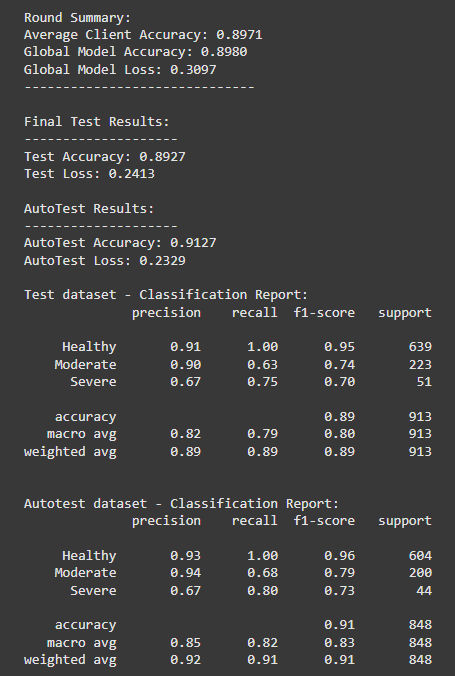 Round Summary:
Average Client Accuracy: 0.8971
Global Model Accuracy: 0.8980
Global Model Loss: 0.3097
------------------------------
Final Test Results:
--------------------
Test Accuracy: 0.8927
Test Loss: 0.2413
AutoTest Results:
--------------------
AutoTest Accuracy: 0.9127
AutoTest Loss: 0.2329
Test dataset - Classification Report:
precision recall f1-score support
Healthy 0.91 1.00 0.95 639
Moderate 0.90 0.63 0.74 223
Severe 0.67 0.75 0.70 51
accuracy 0.89 913
macro avg 0.82 0.79 0.80 913
weighted avg 0.89 0.89 0.89 913
Autotest dataset - Classification Report:
precision recall f1-score support
Healthy 0.93 1.00 0.96 604
Moderate 0.94 0.68 0.79 200
Severe 0.67 0.80 0.73 44
accuracy 0.91 848
macro avg 0.85 0.82 0.83 848
weighted avg 0.92 0.91 0.91 848